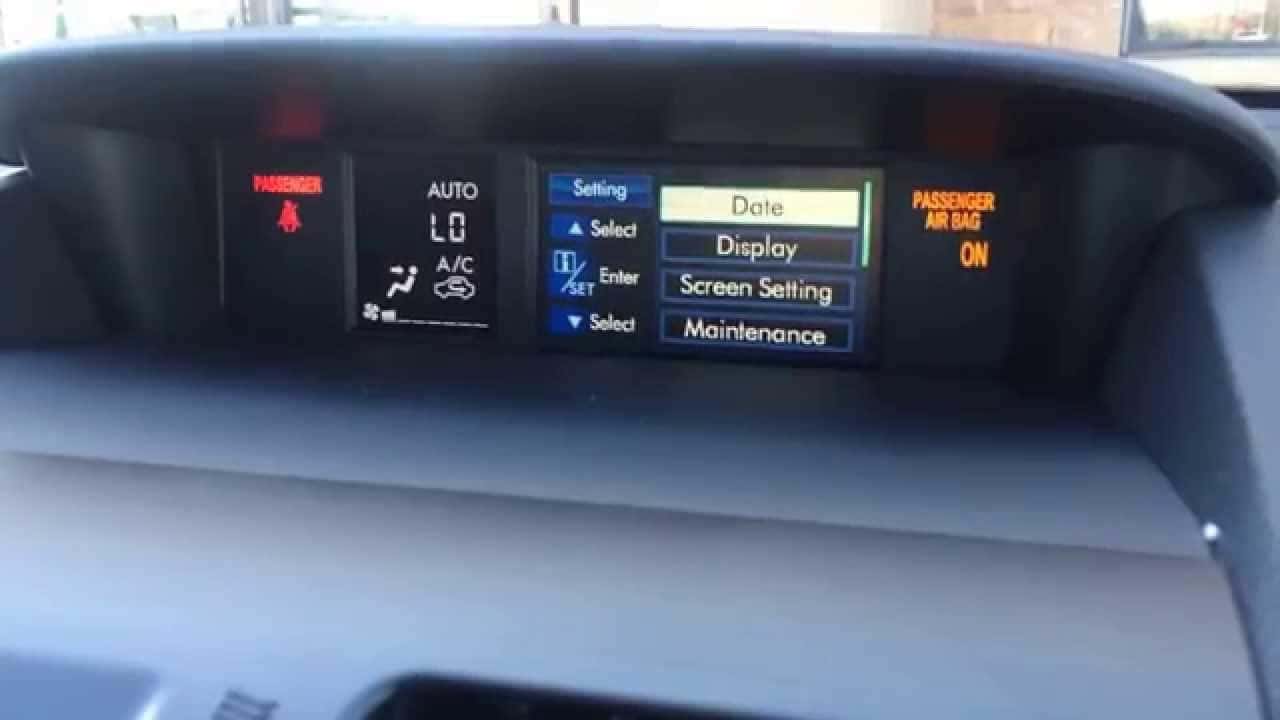 PASSENGER
AUTO
LO
A/C
Setting
Select
i/SET Enter
Select
Date
Display
Screen Setting
Maintenance
PASSENGER
AIR BAG
ON